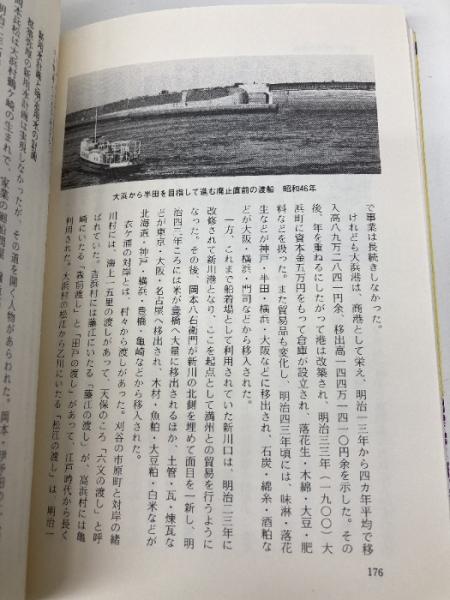 大浜から半田を目指して進む廃止直前の渡船　昭和46年
で事業は長続きしなかった。
けれども大浜港は、商港として栄え、明治一三年から四カ年平均で移
入高八九万二八四一円余、移出高一四四万一四一〇円余を示した。その
後、年を重ねるにしたがって港は改築され、明治三三年（一九〇〇）大
浜町に資本金五万円をもって倉庫が設立され、落花生・木綿・大豆・肥
料などを扱った。また貿易品も変化し、明治四三年頃には、味淋・落花
生などが神戸・半田・横浜・大阪などに移出され、石炭・綿糸・酒粕な
どが大阪・横浜・門司などから移入された。
一方、これまで船着場として利用されていた新川口は、明治二三年に
改修されて新川港となり、ここを起点として満州との貿易を行うように
なった。その後、岡本八右衛門が新川の北側を埋めて面目を一新し、明
治四三年ころには米が豊橋へ大量に移出されるほか、土管・瓦・煉瓦な
どが東京・大阪・名古屋へ移出され、木材・魚粕・大豆粕・白米などが
北海道・神戸・横浜・豊橋・亀崎などから移入された。
衣ケ浦の対岸とは、村々から渡しがあった。刈谷の市原町と対岸の緒
川村には、海上一五里の渡しがあって、天保のころ「六文の渡し」と呼
ばれていた。吉浜村には藤江にいたる「藤江の渡し」が、高浜村には亀
崎にいたる「森前渡し」と「田戸の渡し」があって、江戸時代から長く
利用された。大浜村の松江から乙川にいたる「松江の渡し」は、明治一
176